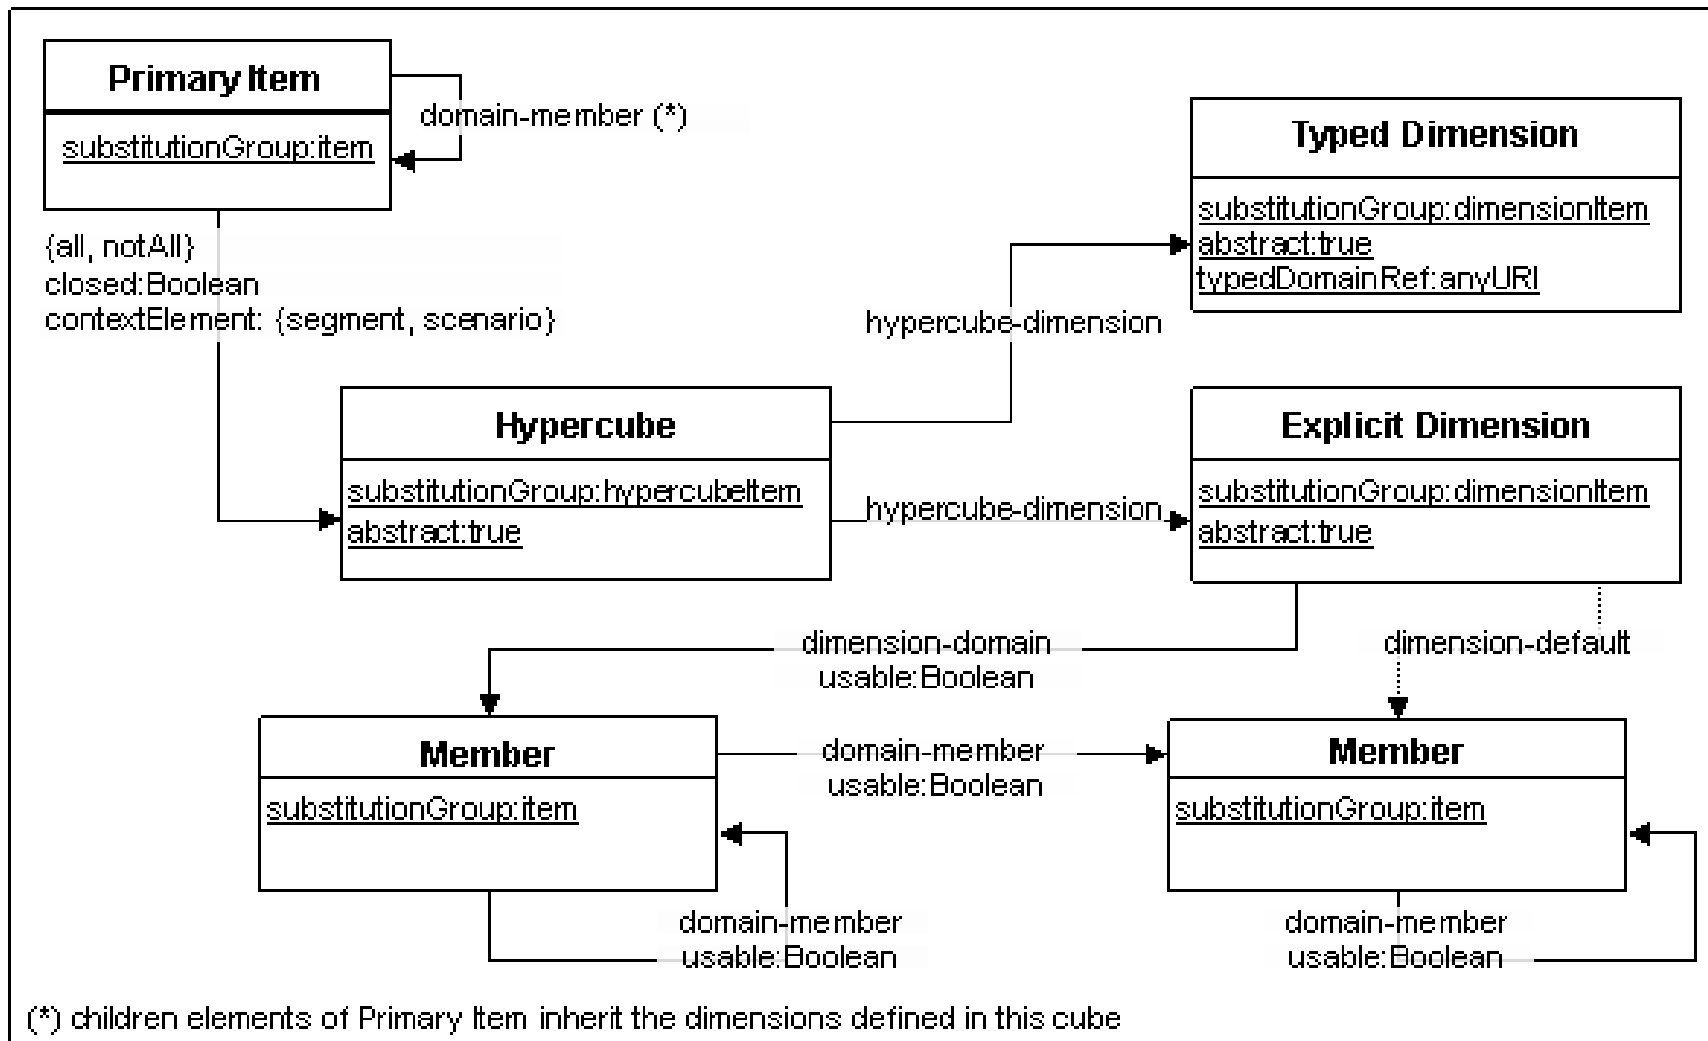 Primary Item
substitutionGroup:item
domain-member (*)
{all, notAll}
closed:Boolean
contextElement: {segment, scenario}
Typed Dimension
substitutionGroup:dimensionItem
abstract:true
typedDomainRef:anyURI
hypercube-dimension
Hypercube
substitutionGroup:hypercubeItem
abstract:true
hypercube-dimension
Explicit Dimension
substitutionGroup:dimensionItem
abstract:true
dimension-domain
usable:Boolean
dimension-default
Member
substitutionGroup:item
domain-member
usable:Boolean
Member
substitutionGroup:item
domain-member
usable:Boolean
domain-member
usable:Boolean
(*) children elements of Primary Item inherit the dimensions defined in this cube